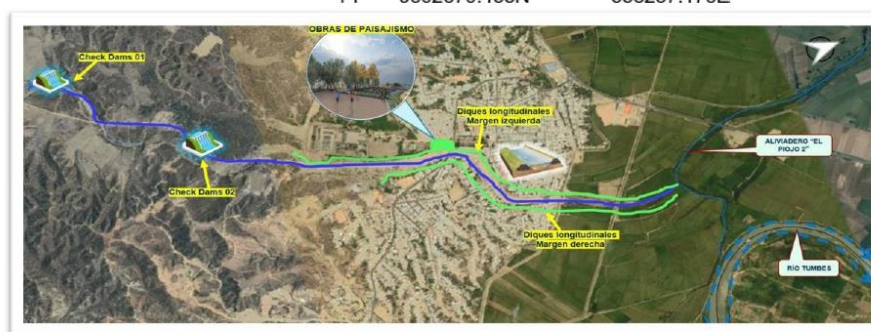 OBRAS DE PAISAJISMO
Check Dams 01
Diques longitudinales
Margen izquierda
ALIVIADERO "EL
PIOJO 2"
Check Dams 02
Diques longitudinales
Margen derecha
RÍO TUMBES